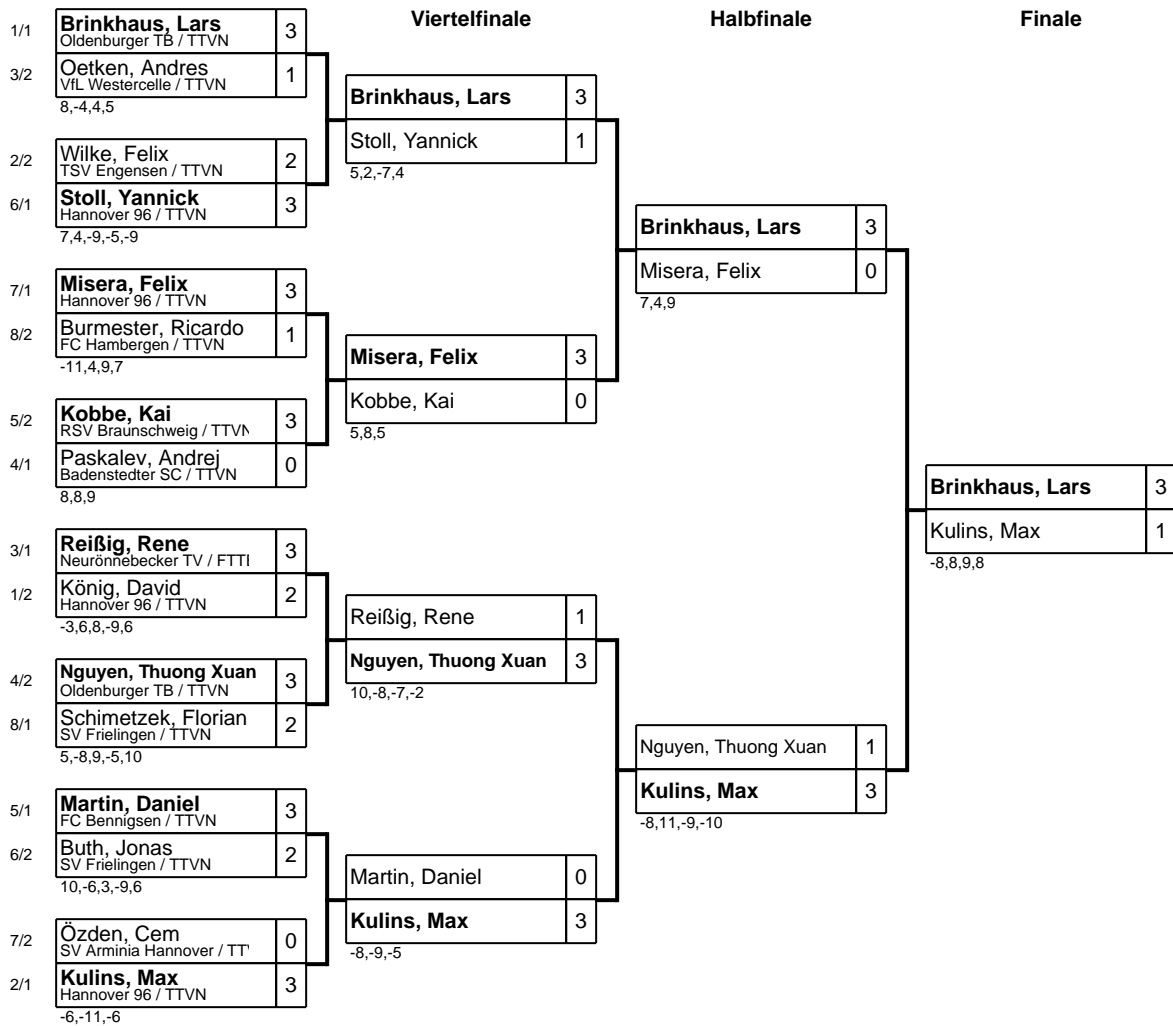 Viertelfinale
Halbfinale
Finale
1/1 Brinkhaus, Lars 3
Oldenburger TB / TTVN
3/2 Oetken, Andres 1
VfL Westercelle / TTVN
8,-4,4,5
2/2 Wilke, Felix 2
TSV Engensen / TTVN
6/1 Stoll, Yannick 3
Hannover 96 / TTVN
7,4,-9,-5,-9
7/1 Misera, Felix 3
Hannover 96 / TTVN
8/2 Burmester, Ricardo 1
FC Hambergen / TTVN
-11,4,9,7
5/2 Kobbe, Kai 3
RSV Braunschweig / TTVN
4/1 Paskalev, Andrej 0
Badenstedter SC / TTVN
8,8,9
3/1 Reißig, Rene 3
Neurönnebecker TV / FTTI
1/2 König, David 2
Hannover 96 / TTVN
-3,6,8,-9,6
4/2 Nguyen, Thuong Xuan 3
Oldenburger TB / TTVN
8/1 Schimetzek, Florian 2
SV Frielingen / TTVN
5,-8,9,-5,10
5/1 Martin, Daniel 3
FC Bennigsen / TTVN
6/2 Buth, Jonas 2
SV Frielingen / TTVN
10,-6,3,-9,6
7/2 Özden, Cem 0
SV Arminia Hannover / TT
2/1 Kulins, Max 3
Hannover 96 / TTVN
-6,-11,-6
Brinkhaus, Lars 3
Stoll, Yannick 1
5,2,-7,4
Misera, Felix 3
Kobbe, Kai 0
5,8,5
Reißig, Rene 1
Nguyen, Thuong Xuan 3
10,-8,-7,-2
Martin, Daniel 0
Kulins, Max 3
-8,-9,-5
Brinkhaus, Lars 3
Misera, Felix 0
7,4,9
Nguyen, Thuong Xuan 1
Kulins, Max 3
-8,11,-9,-10
Brinkhaus, Lars 3
Kulins, Max 1
-8,8,9,8